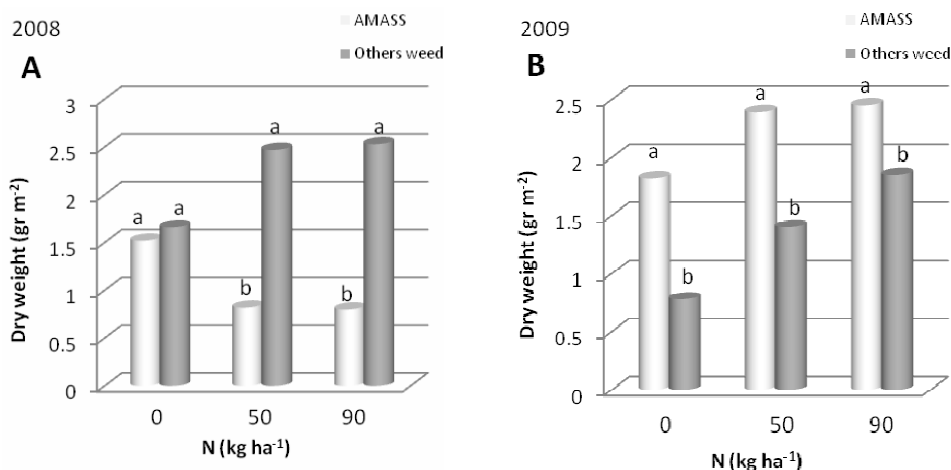 2008
AMASS
Others weed
A
Dry weight (gr m-2)
3
2.5
2
1.5
1
0.5
0
a
a
b
a
b
a
0
50
90
N (kg ha-1)
2009
AMASS
Others weed
B
Dry weight (gr m-2)
2.5
2
1.5
1
0.5
0
a
b
a
b
a
b
0
50
90
N (kg ha-1)